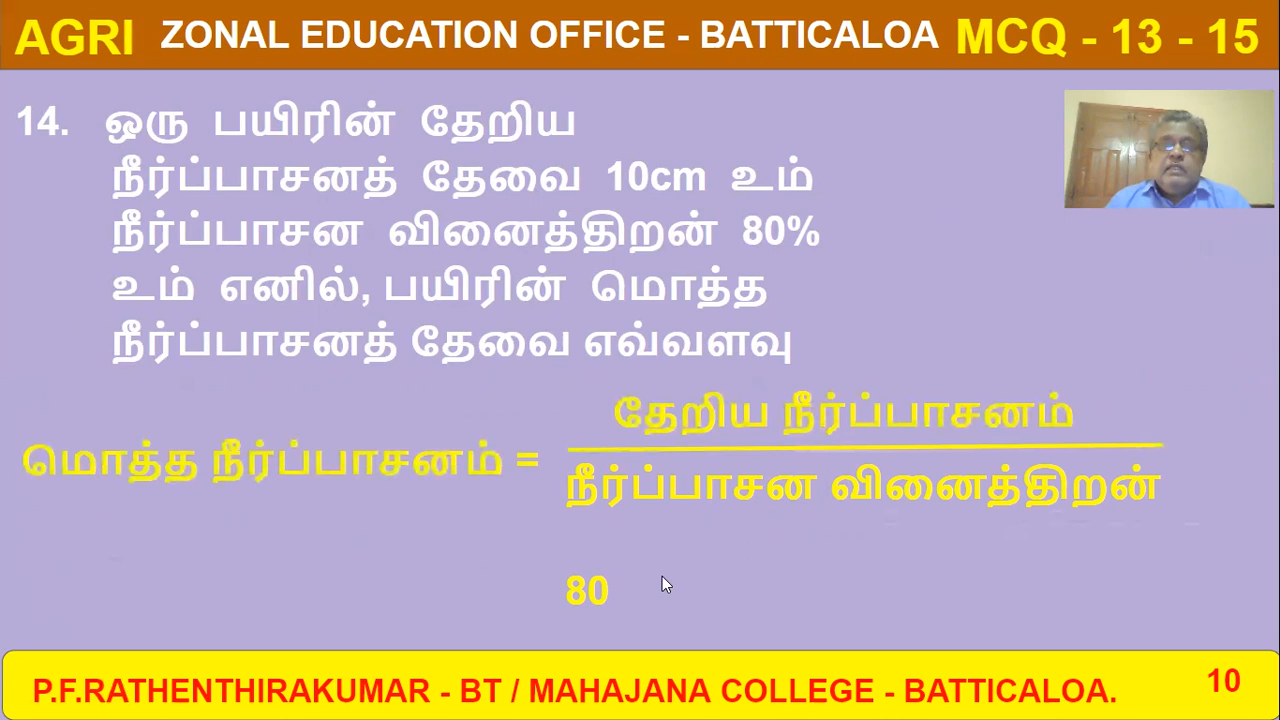 AGRI ZONAL EDUCATION OFFICE - BATTICALOA MCQ - 13 - 15
14. ஒரு பயிரின் தேறிய
நீர்ப்பாசனத் தேவை 10cm உம்
நீர்ப்பாசன வினைத்திறன் 80%
உம் எனில், பயிரின் மொத்த
நீர்ப்பாசனத் தேவை எவ்வளவு
தேறிய நீர்ப்பாசனம்
மொத்த நீர்ப்பாசனம் =
நீர்ப்பாசன வினைத்திறன்
80
P.F.RATHENTHIRAKUMAR - BT / MAHAJANA COLLEGE - BATTICALOA. 10